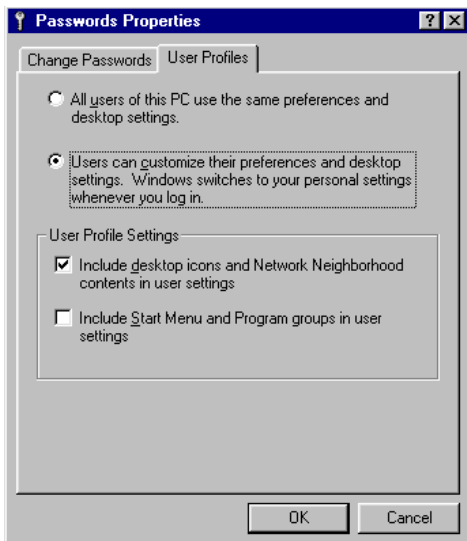 Passwords Properties
Change Passwords User Profiles
All users of this PC use the same preferences and
desktop settings.
Users can customize their preferences and desktop
settings. Windows switches to your personal settings
whenever you log in.
User Profile Settings
Include desktop icons and Network Neighborhood
contents in user settings
Include Start Menu and Program groups in user
settings
OK Cancel